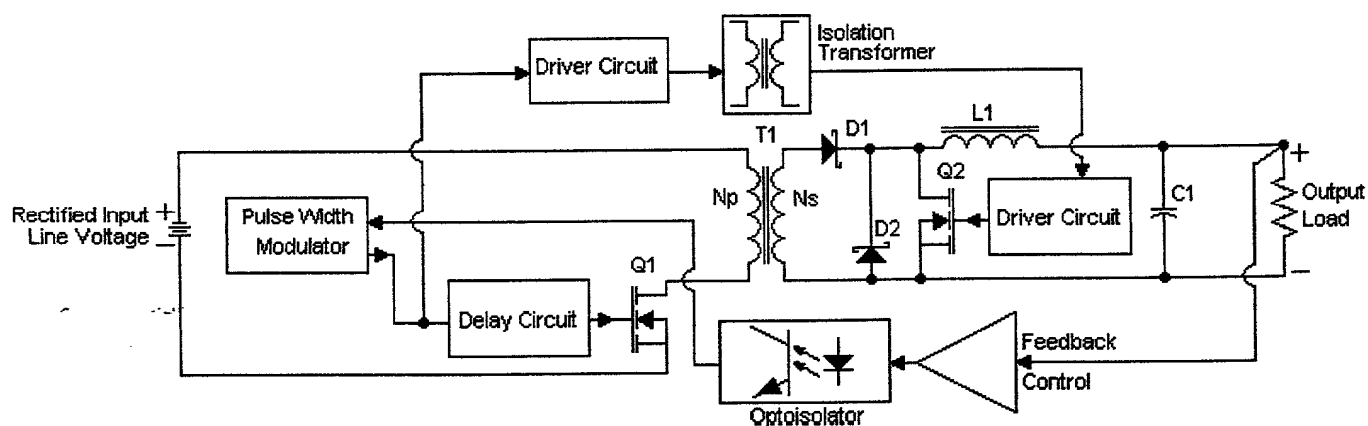 Isolation
Transformer
Driver Circuit
T1
D1
L1
Np
Ns
Q2
+
Rectified Input +
Line Voltage −
Pulse Width
Modulator
D2
Driver Circuit
C1
Output
Load
Q1
−
Delay Circuit
Feedback
Control
Optoisolator